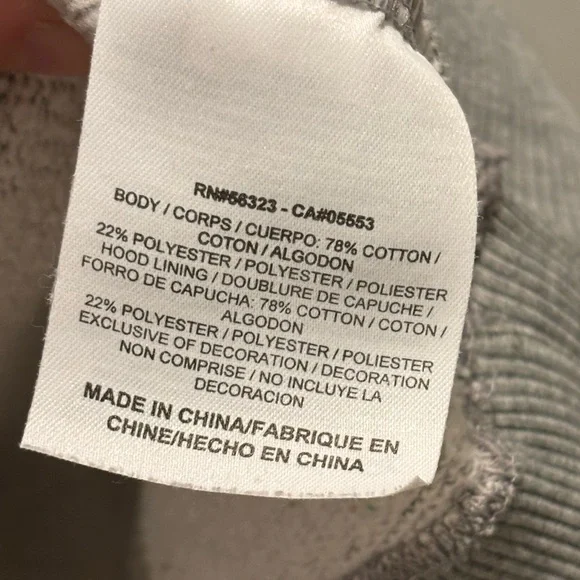 RN#56323 - CA#05553
BODY / CORPS / CUERPO: 78% COTTON /
COTON / ALGODON
22% POLYESTER / POLYESTER / POLIESTER
HOOD LINING / DOUBLURE DE CAPUCHE /
FORRO DE CAPUCHA: 78% COTTON / COTON /
ALGODON
22% POLYESTER / POLYESTER / POLIESTER
EXCLUSIVE OF DECORATION / DECORATION
NON COMPRISE / NO INCLUYE LA
DECORACION
MADE IN CHINA/FABRIQUE EN
CHINE/HECHO EN CHINA